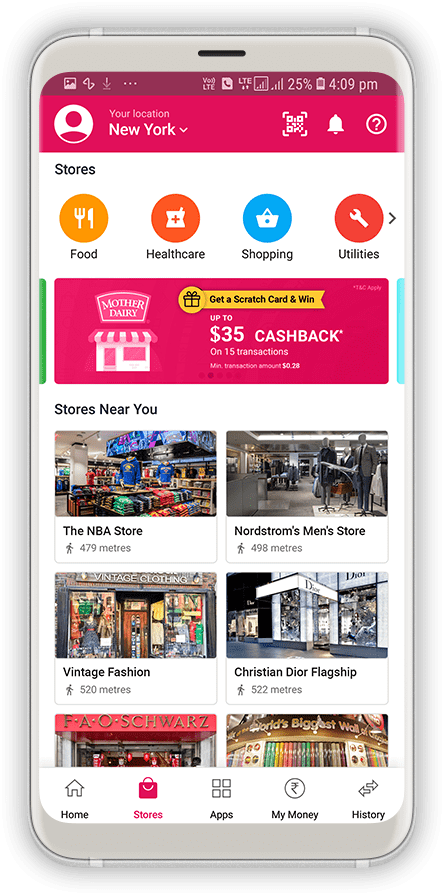 Voo LTE LTE 25% 4:09 pm
Your location
New York
Stores
Food Healthcare Shopping Utilities
MOTHER DAIRY
Get a Scratch Card & Win
*T&C Apply
UP TO
$35 CASHBACK*
On 15 transactions
Min. transaction amount $0.28
Stores Near You
The NBA Store
479 metres
Nordstrom's Men's Store
498 metres
VINTAGE CLOTHING
Dior
Dior
Vintage Fashion
520 metres
Christian Dior Flagship
522 metres
F·A·O·SCHWARZ
World's Biggest Wall
Home Stores Apps My Money History